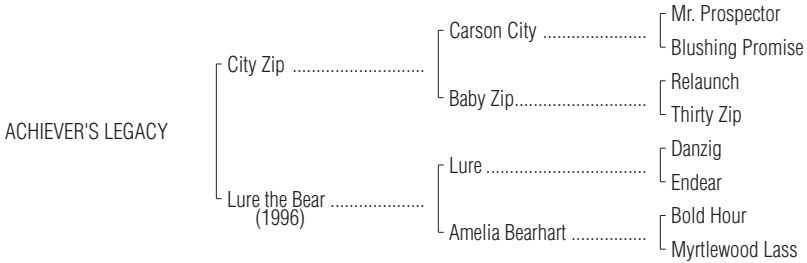 Mr. Prospector
Carson City ......................
Blushing Promise
City Zip ............................
Relaunch
Baby Zip............................
Thirty Zip
ACHIEVER'S LEGACY
Danzig
Lure ..................................
Endear
Lure the Bear ....................
(1996)
Bold Hour
Amelia Bearhart ................
Myrtlewood Lass